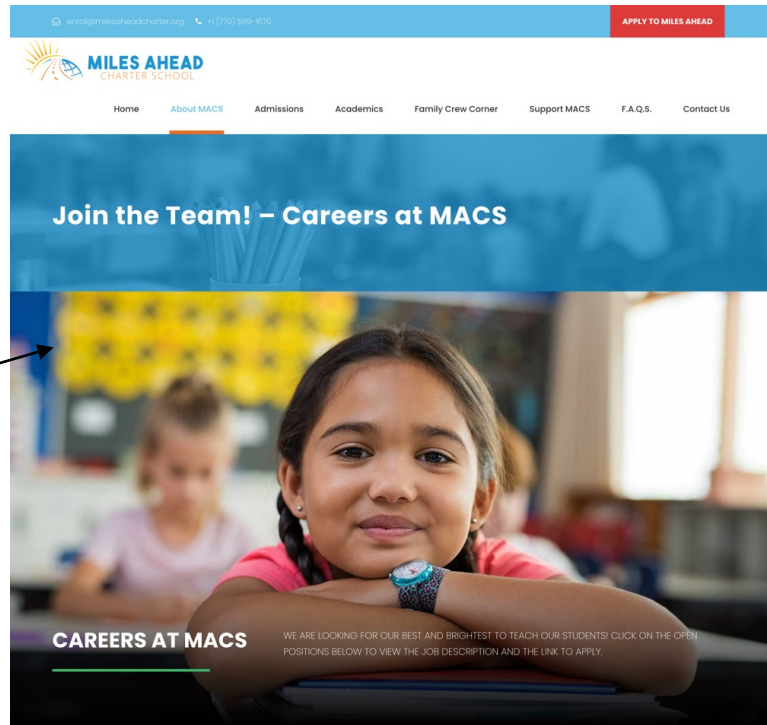 enroll@milesaheadcharter.org +1 (770) 589-1670 APPLY TO MILES AHEAD
MILES AHEAD
CHARTER SCHOOL
Home About MACS Admissions Academics Family Crew Corner Support MACS F.A.Q.S. Contact Us
Join the Team! – Careers at MACS
CAREERS AT MACS
WE ARE LOOKING FOR OUR BEST AND BRIGHTEST TO TEACH OUR STUDENTS! CLICK ON THE OPEN
POSITIONS BELOW TO VIEW THE JOB DESCRIPTION AND THE LINK TO APPLY.